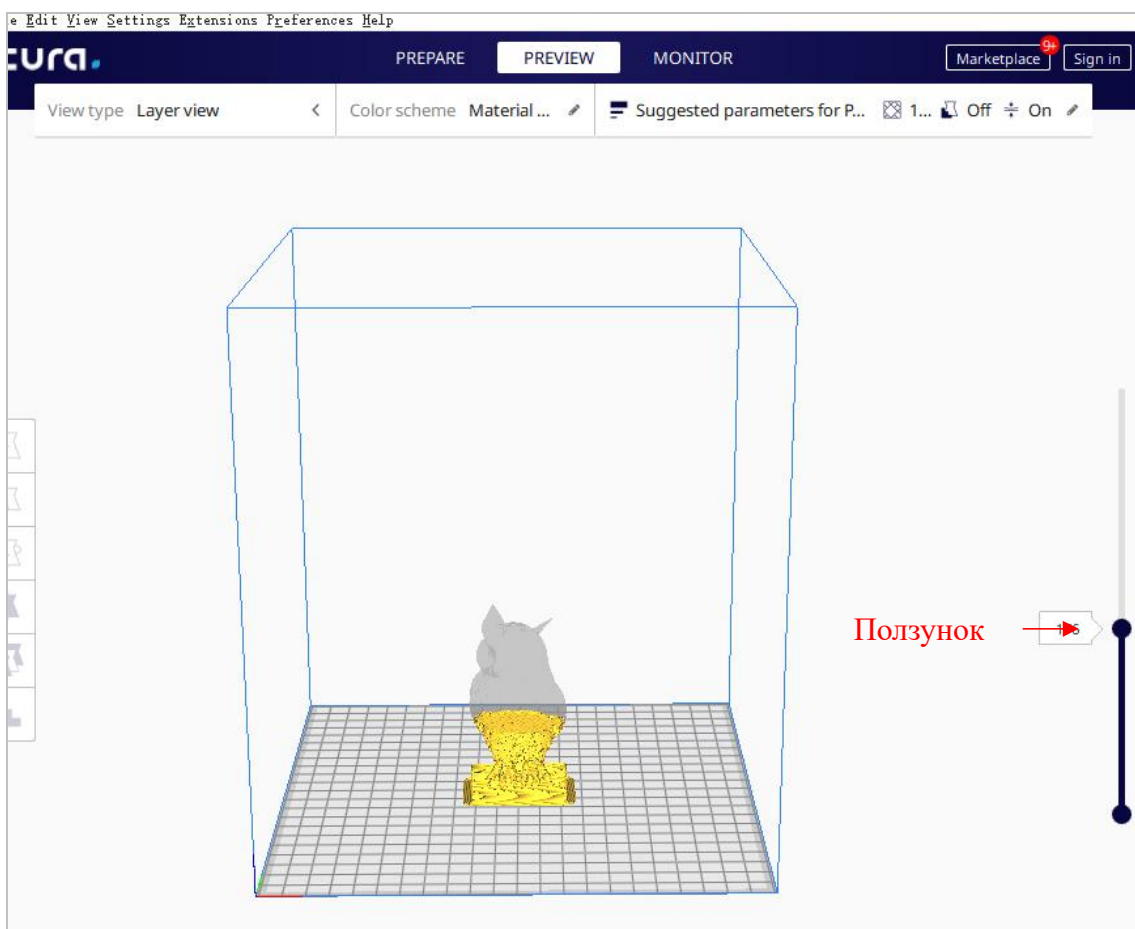 e Edit View Settings Extensions Preferences Help
cura.
PREPARE PREVIEW MONITOR
9+
Marketplace Sign in
View type Layer view < Color scheme Material ... Suggested parameters for P... 1... Off On
Ползунок